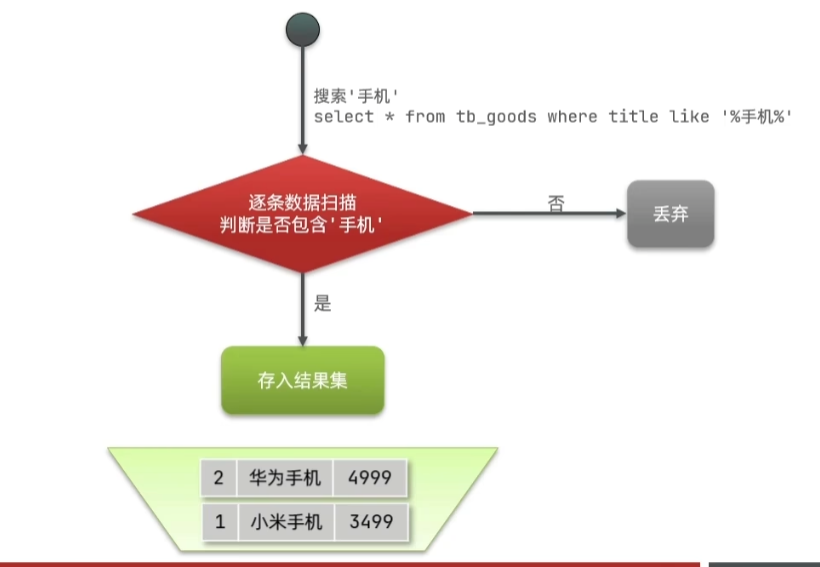 搜索'手机'
select * from tb_goods where title like '%手机%'
逐条数据扫描
判断是否包含'手机'
否
丢弃
是
存入结果集
2 华为手机 4999
1 小米手机 3499